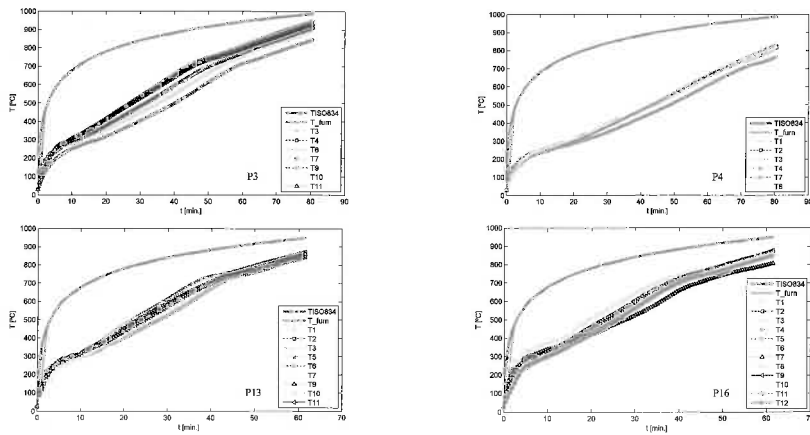 1000
900
800
700
600
500
400
300
200
100
0
T [ºC]
0 10 20 30 40 50 60 70 80 90
t [min.]
TISO834
T_furn
T3
T4
T6
T7
T9
T10
T11
P3
1000
900
800
700
600
500
400
300
200
100
0
T [ºC]
0 10 20 30 40 50 60 70 80 90
t [min.]
TISO834
T_furn
T1
T2
T3
T4
T7
T8
P4
1000
900
800
700
600
500
400
300
200
100
0
T [ºC]
0 10 20 30 40 50 60 70
t [min.]
TISO834
T_furn
T1
T2
T3
T5
T6
T7
T9
T10
T11
P13
1000
900
800
700
600
500
400
300
200
100
0
T [ºC]
0 10 20 30 40 50 60 70
t [min.]
TISO834
T_furn
T1
T2
T3
T4
T5
T6
T7
T8
T9
T10
T11
T12
P16